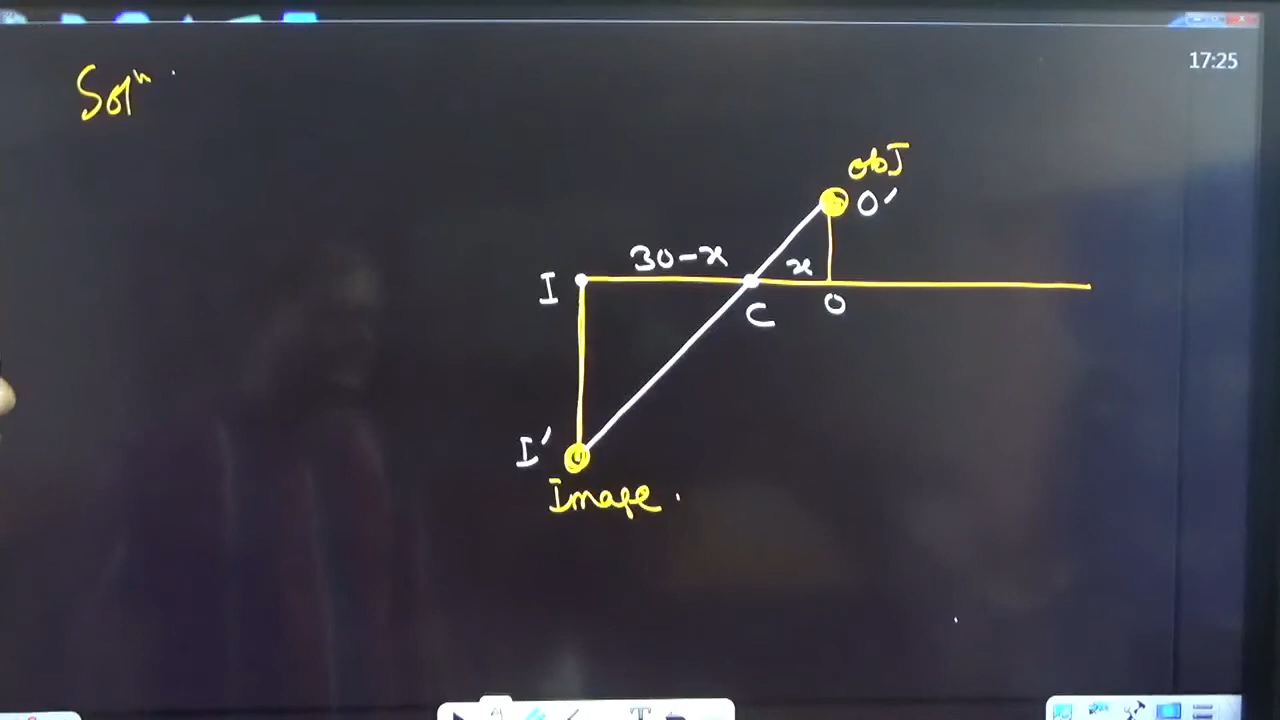 Solⁿ.
17:25
obJ
O'
30-x
x
I
C
O
I'
Image.